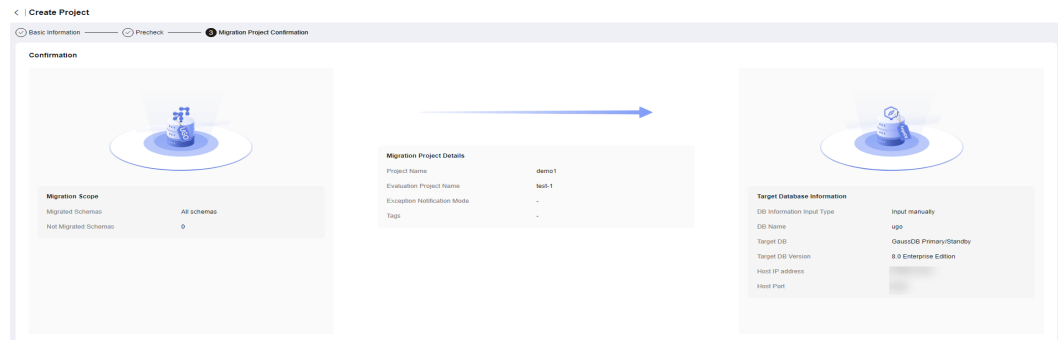 < | Create Project
Basic Information Precheck 3 Migration Project Confirmation
Confirmation
Migration Scope
Migrated Schemas All schemas
Not Migrated Schemas 0
Migration Project Details
Project Name demo1
Evaluation Project Name test-1
Exception Notification Mode -
Tags -
Target Database Information
DB Information Input Type Input manually
DB Name ugo
Target DB GaussDB Primary/Standby
Target DB Version 8.0 Enterprise Edition
Host IP address
Host Port